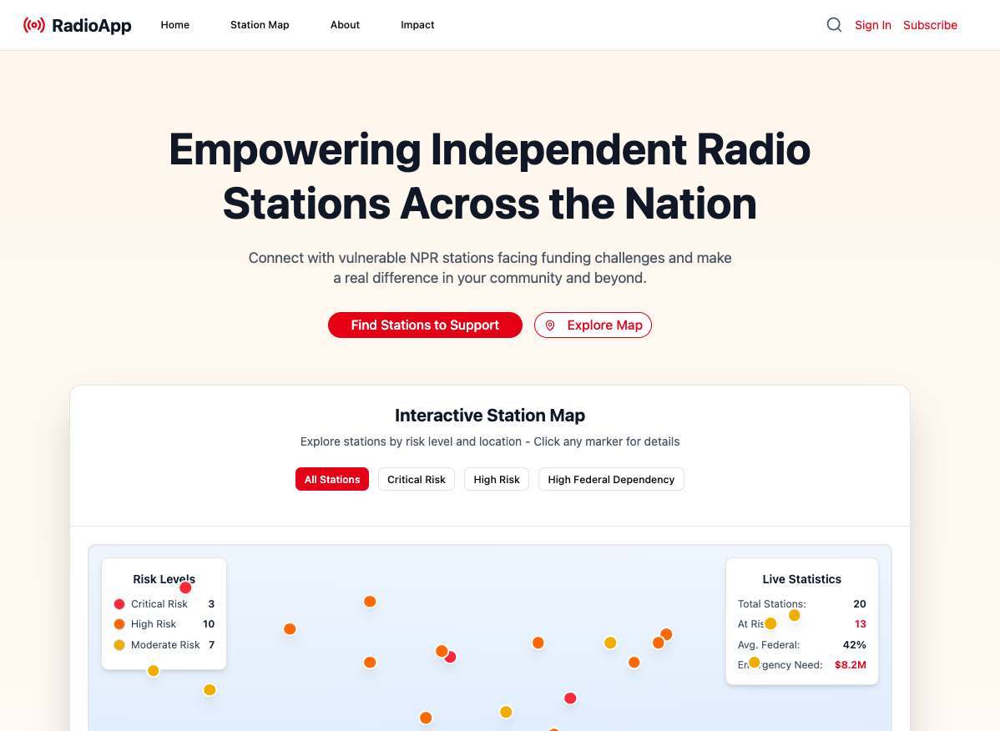 RadioApp
Home
Station Map
About
Impact
Sign In
Subscribe
Empowering Independent Radio
Stations Across the Nation
Connect with vulnerable NPR stations facing funding challenges and make
a real difference in your community and beyond.
Find Stations to Support
Explore Map
Interactive Station Map
Explore stations by risk level and location - Click any marker for details
All Stations
Critical Risk
High Risk
High Federal Dependency
Risk Levels
Critical Risk 3
High Risk 10
Moderate Risk 7
Live Statistics
Total Stations: 20
At Risk 13
Avg. Federal: 42%
Emergency Need: $8.2M